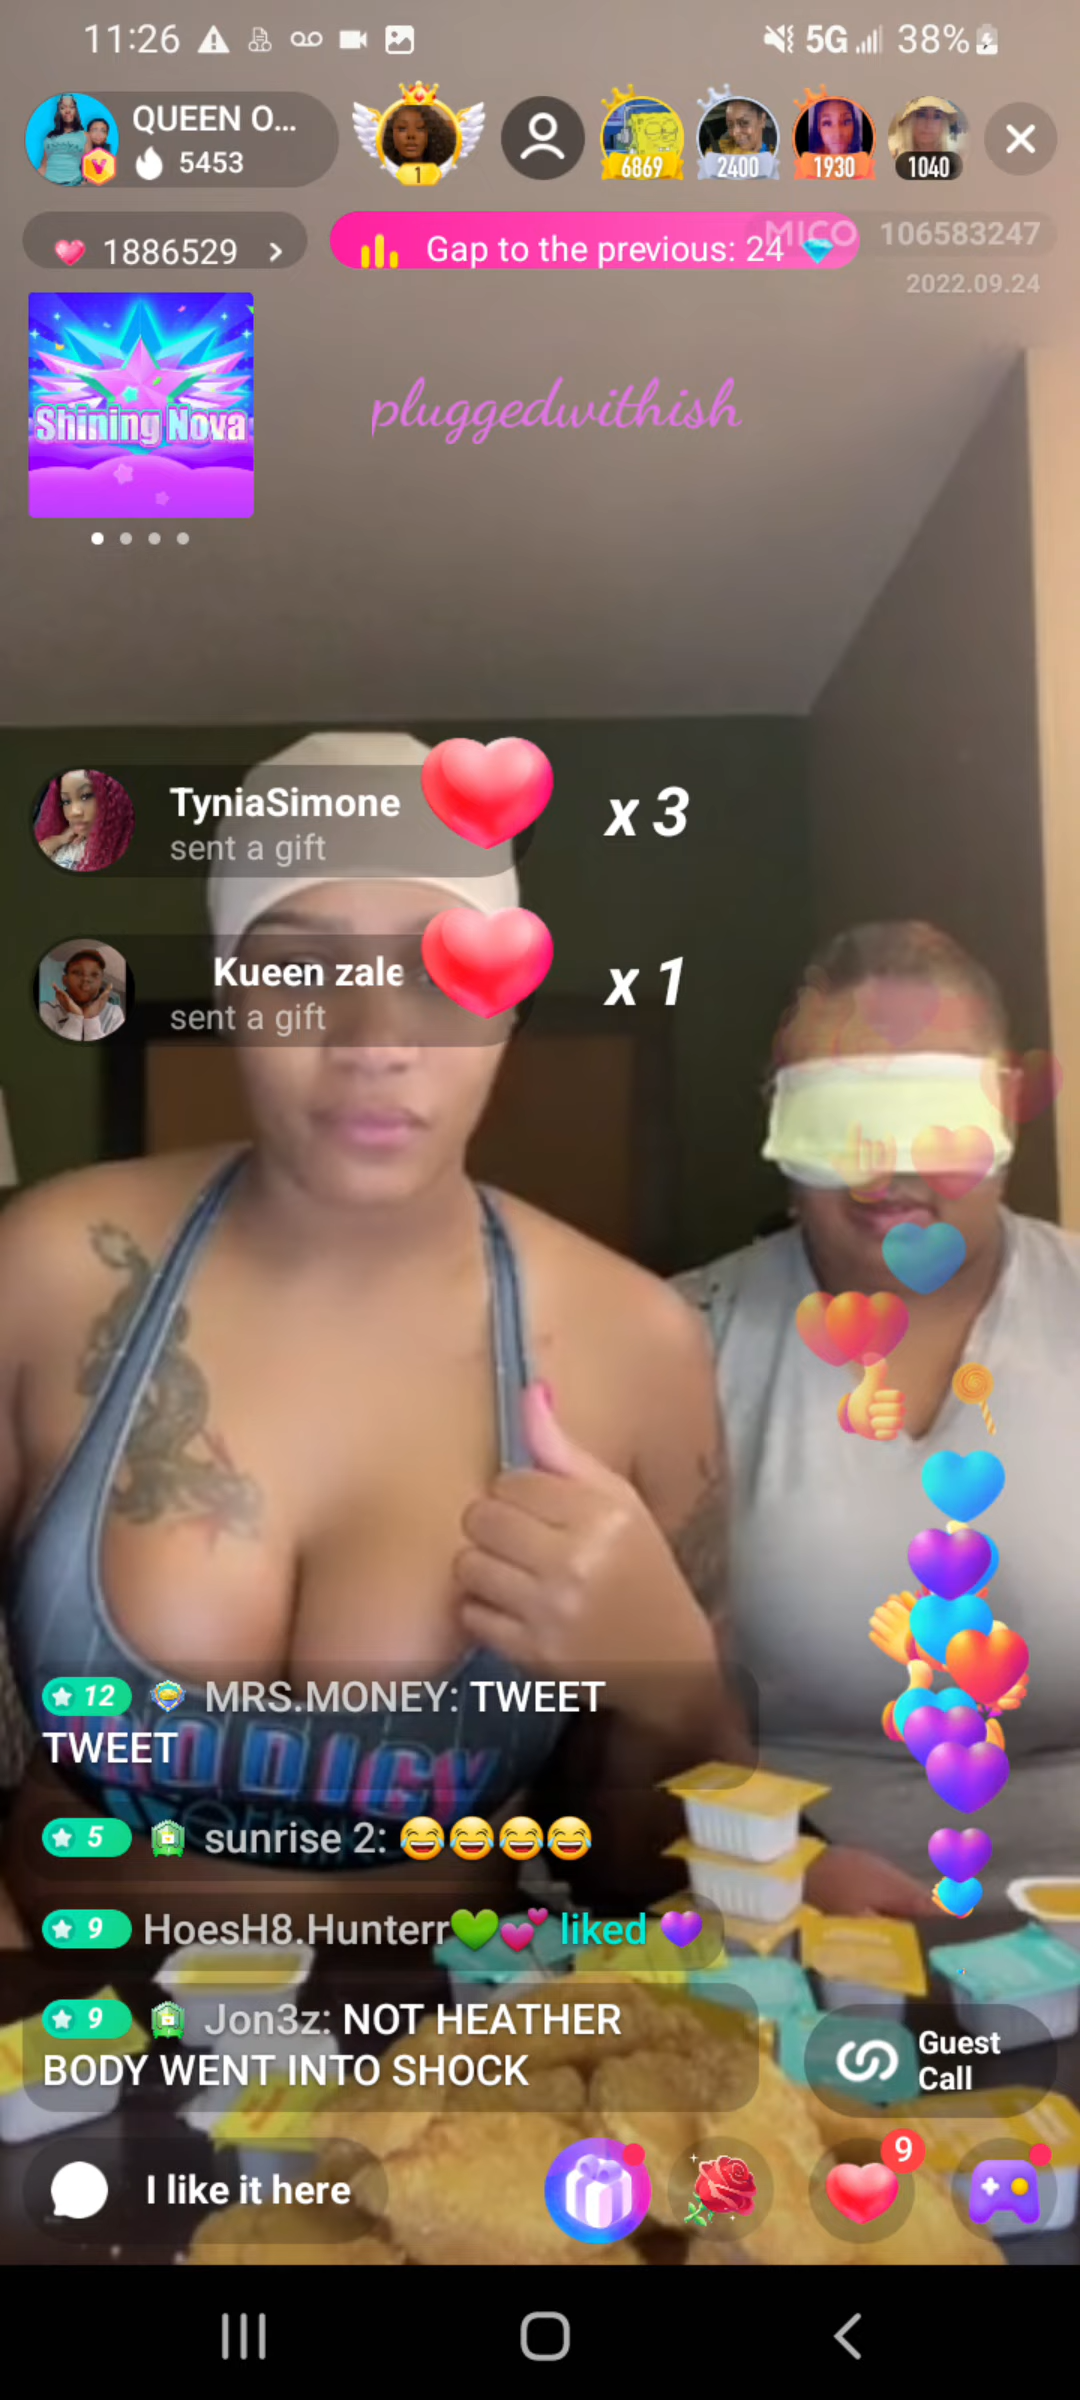 11:26
5G
38%
QUEEN O...
5453
1
6869
2400
1930
1040
1886529 >
Gap to the previous: 24
MICO 106583247
2022.09.24
Shining Nova
pluggedwithish
TyniaSimone
sent a gift
x 3
Kueen zale
sent a gift
x 1
12 MRS.MONEY: TWEET
TWEET
5 sunrise 2: 😂😂😂😂
9 HoesH8.Hunterr💚💕 liked 💜
9 Jon3z: NOT HEATHER
BODY WENT INTO SHOCK
Guest
Call
I like it here
9